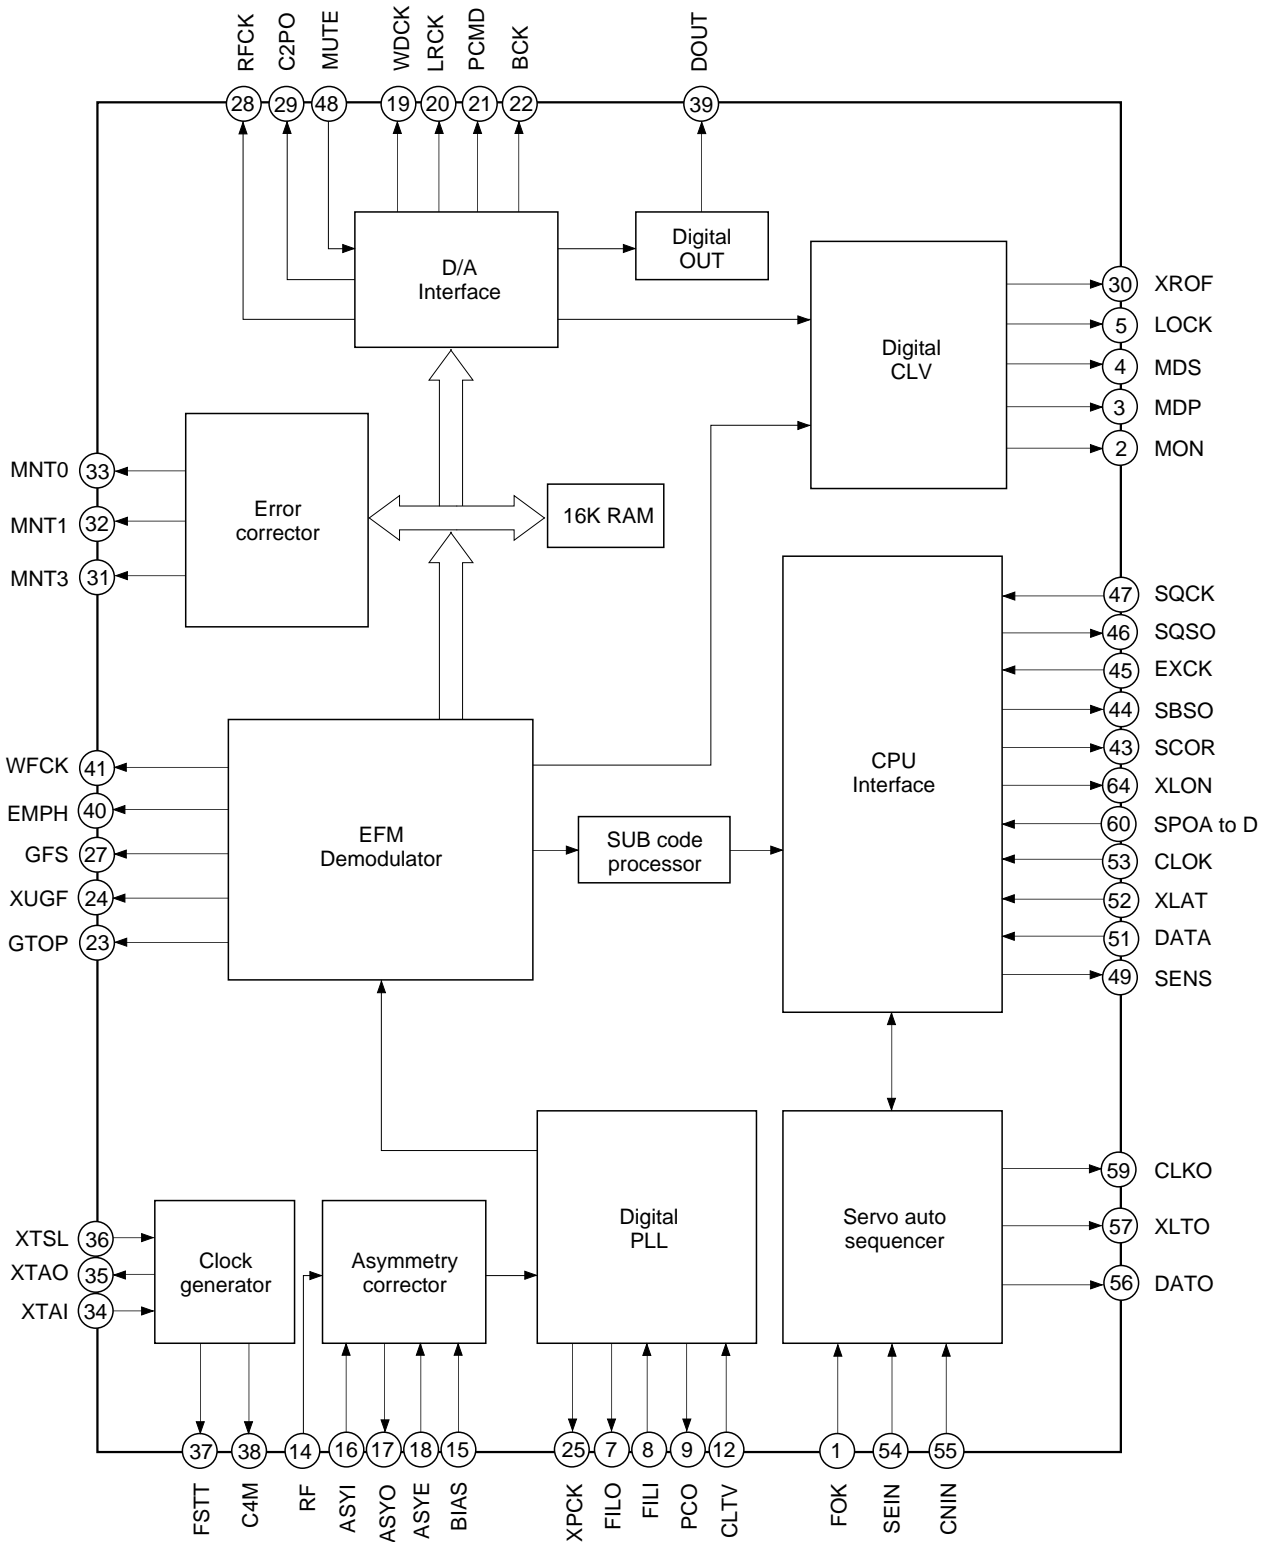 RFCK
C2PO
MUTE
WDCK
LRCK
PCMD
BCK
DOUT
28
29
48
19
20
21
22
39
D/A
Interface
Digital
OUT
Digital
CLV
30 XROF
5 LOCK
4 MDS
3 MDP
2 MON
MNT0 33
MNT1 32
MNT3 31
Error
corrector
16K RAM
47 SQCK
46 SQSO
45 EXCK
44 SBSO
43 SCOR
64 XLON
60 SPOA to D
53 CLOK
52 XLAT
51 DATA
49 SENS
CPU
Interface
WFCK 41
EMPH 40
GFS 27
XUGF 24
GTOP 23
EFM
Demodulator
SUB code
processor
Digital
PLL
Servo auto
sequencer
59 CLKO
57 XLTO
56 DATO
XTSL 36
XTAO 35
XTAI 34
Clock
generator
Asymmetry
corrector
37
38
14
16
17
18
15
25
7
8
9
12
1
54
55
FSTT
C4M
RF
ASYI
ASYO
ASYE
BIAS
XPCK
FILO
FILI
PCO
CLTV
FOK
SEIN
CNIN